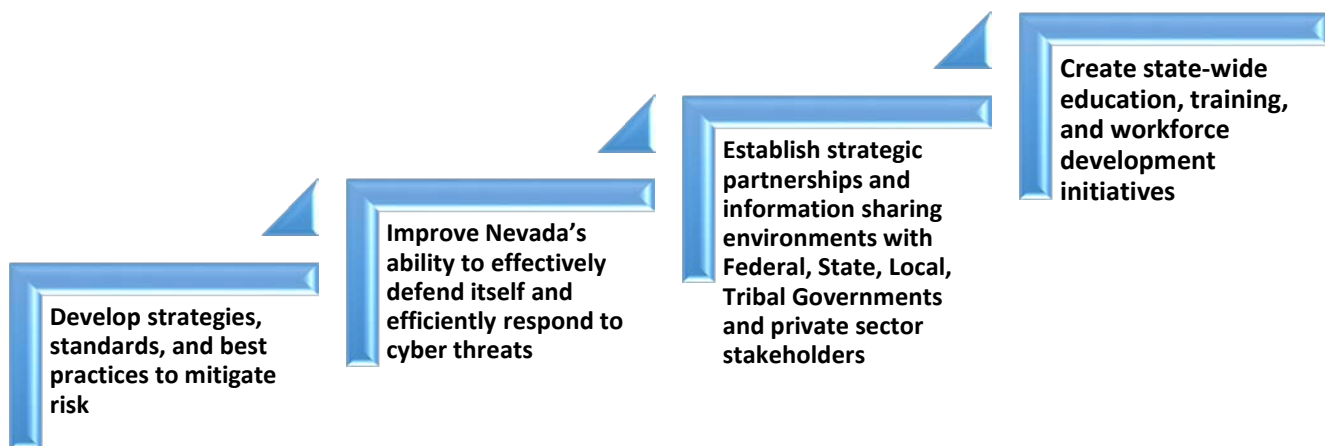 Develop strategies,
standards, and best
practices to mitigate
risk
Improve Nevada’s
ability to effectively
defend itself and
efficiently respond to
cyber threats
Establish strategic
partnerships and
information sharing
environments with
Federal, State, Local,
Tribal Governments
and private sector
stakeholders
Create state-wide
education, training,
and workforce
development
initiatives